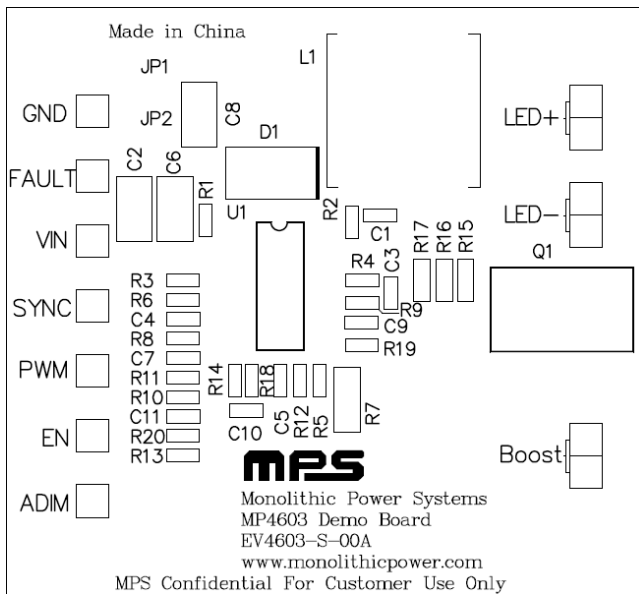 Made in China
L1
JP1
GND
JP2
C8
LED+
D1
FAULT
C2
C6
R1
U1
R2
LED-
VIN
C1
R17
R16
R15
Q1
R3
R4
C3
SYNC
R6
R9
C4
C9
R8
R19
C7
PWM
R11
R14
R18
R10
C11
C10
C5
R12
R5
R7
EN
R20
R13
Boost
MPS
ADIM
Monolithic Power Systems
MP4603 Demo Board
EV4603-S-00A
www.monolithicpower.com
MPS Confidential For Customer Use Only